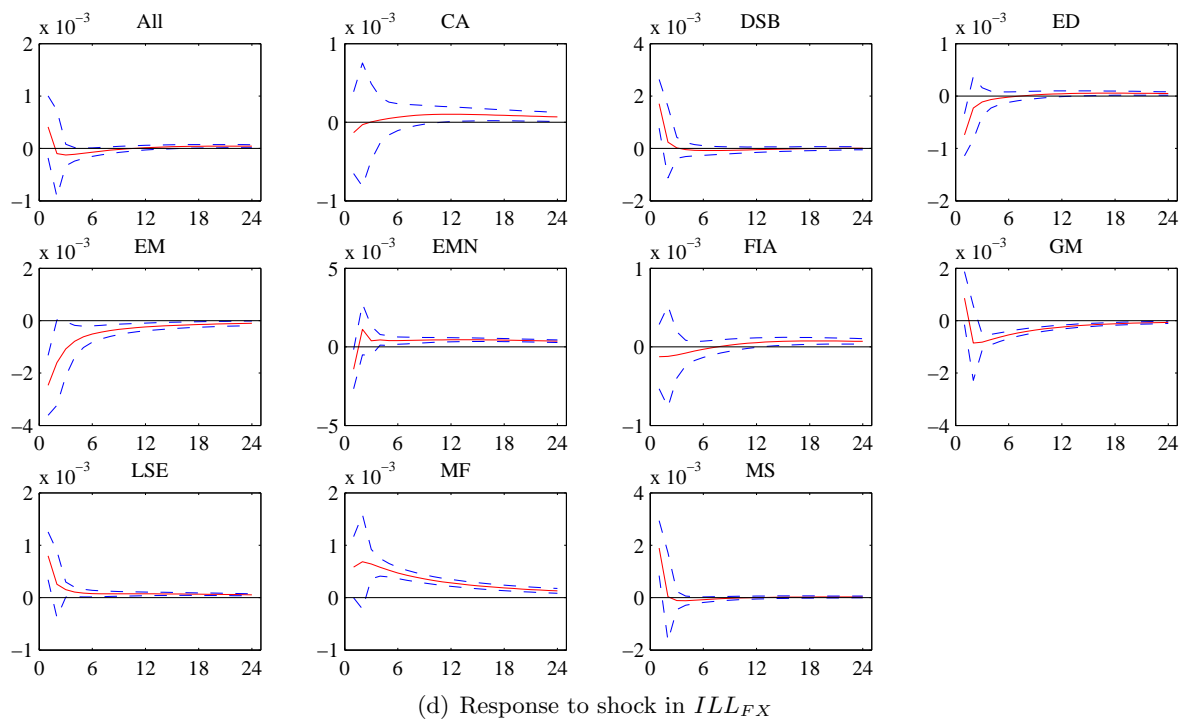 All CA DSB ED
x 10⁻³ x 10⁻³ x 10⁻³ x 10⁻³
2 1 4 2
1 2 1
0 0 0 0
−1
−1 −1 −2 −2
0 6 12 18 24 0 6 12 18 24 0 6 12 18 24 0 6 12 18 24
EM EMN FIA GM
x 10⁻³ x 10⁻³ x 10⁻³ x 10⁻³
2 5 1 2
0 0 0 0
−2 −2
−4 −5 −1 −4
0 6 12 18 24 0 6 12 18 24 0 6 12 18 24 0 6 12 18 24
LSE MF MS
x 10⁻³ x 10⁻³ x 10⁻³
2 2 4
1 1 2
0 0 0
−1 −1 −2
0 6 12 18 24 0 6 12 18 24 0 6 12 18 24
(d) Response to shock in ILL_FX